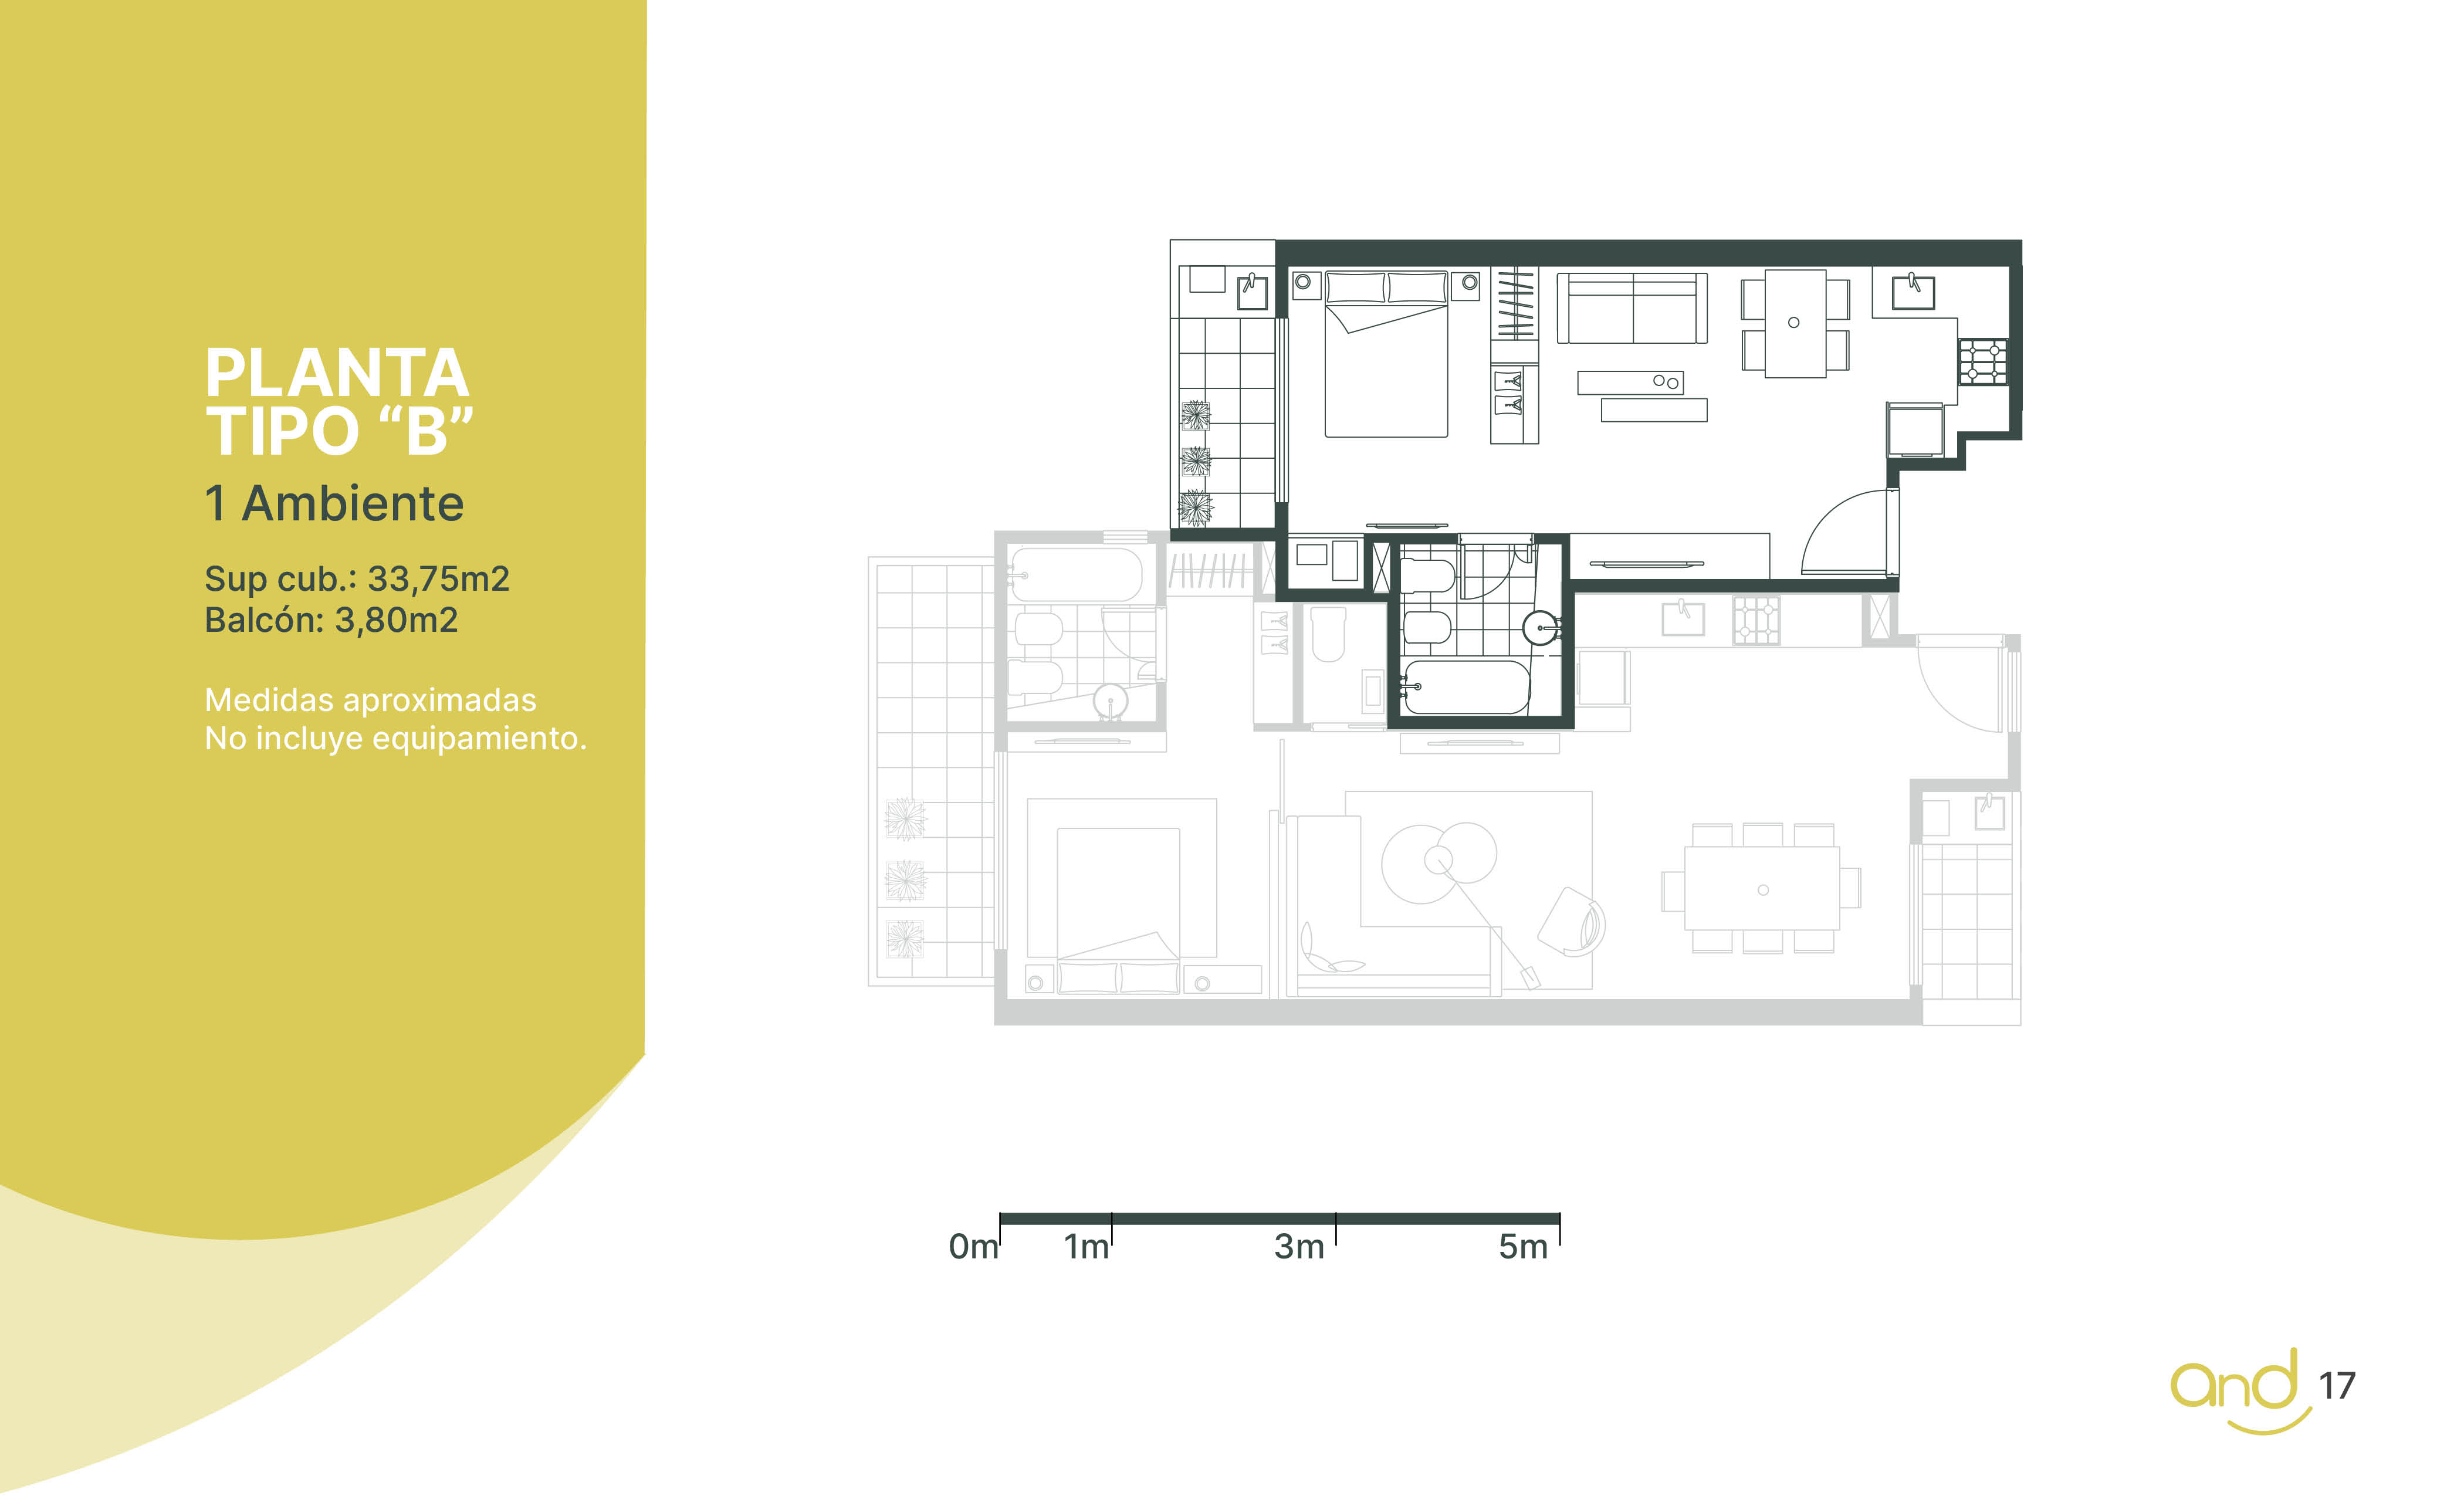 PLANTA
TIPO “B”
1 Ambiente
Sup cub.: 33,75m2
Balcón: 3,80m2
Medidas aproximadas
No incluye equipamiento.
0m 1m 3m 5m
and 17